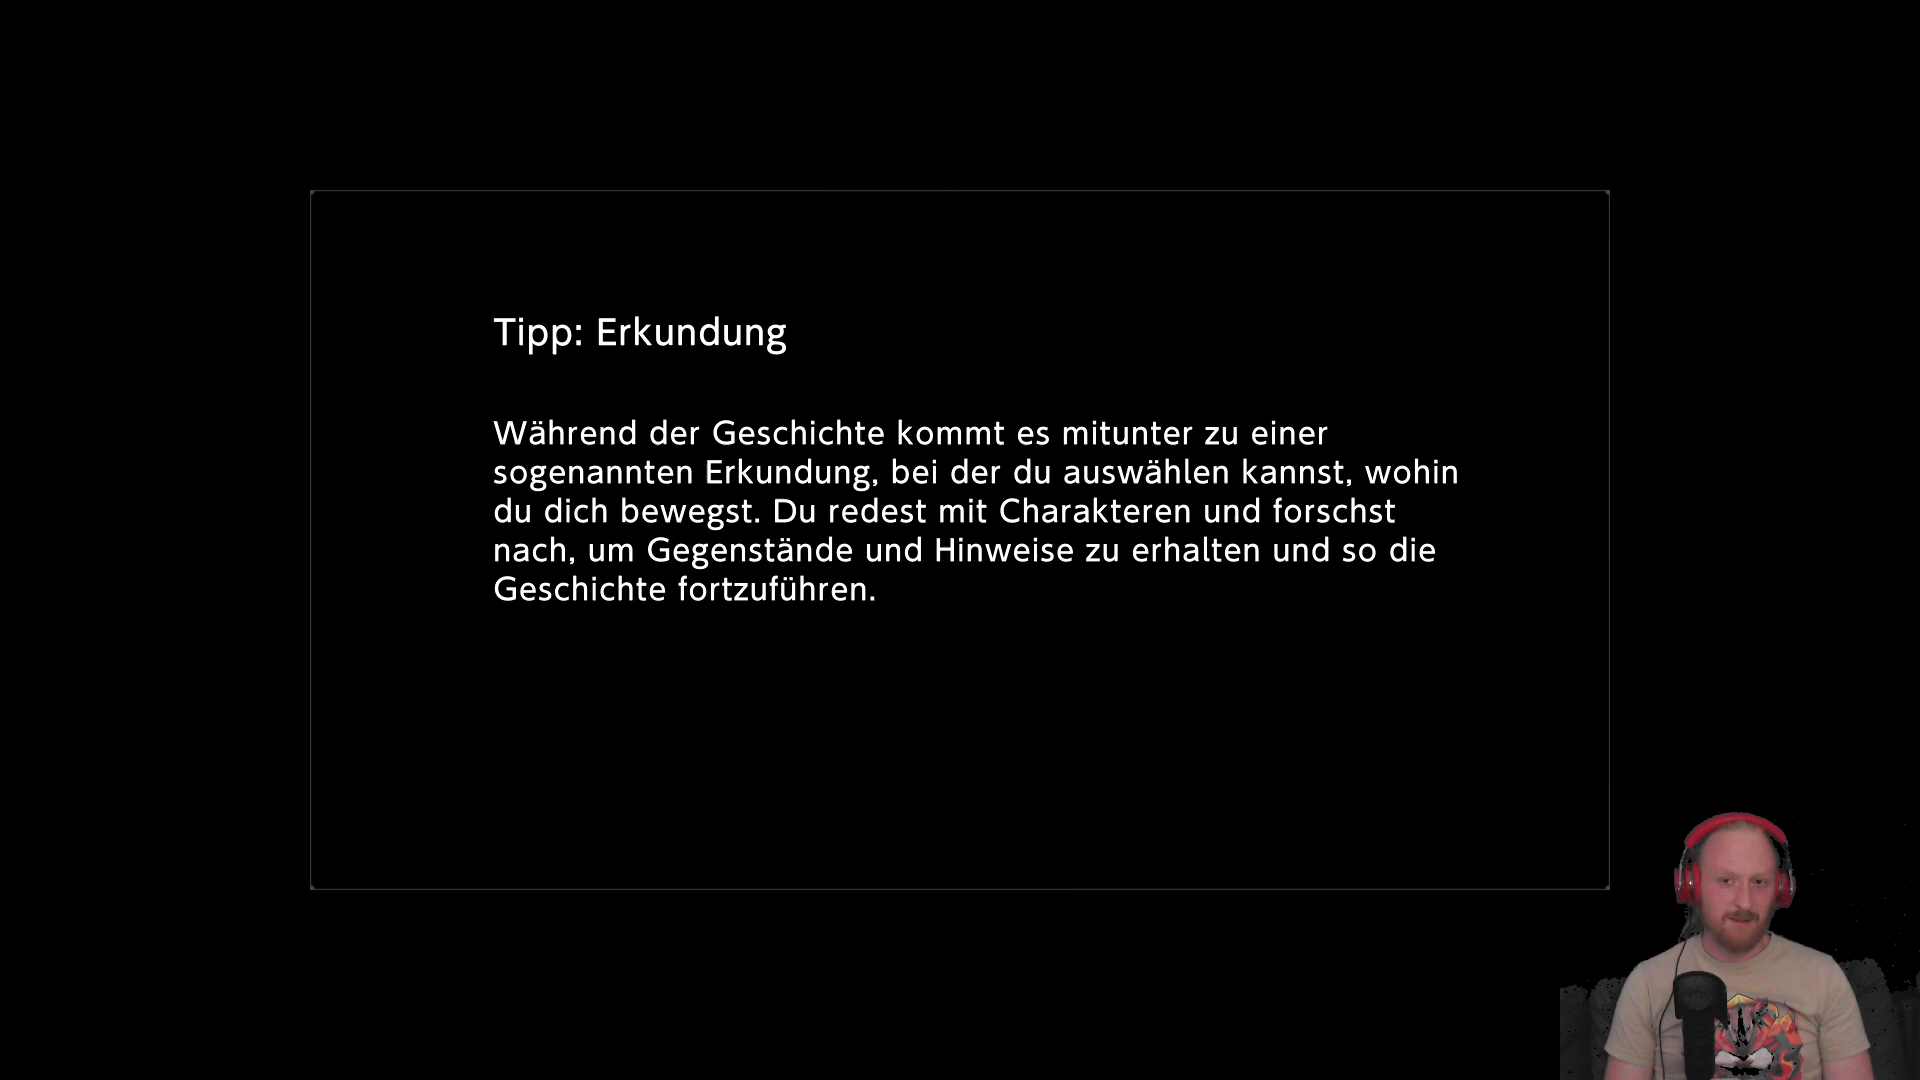 Tipp: Erkundung
Während der Geschichte kommt es mitunter zu einer
sogenannten Erkundung, bei der du auswählen kannst, wohin
du dich bewegst. Du redest mit Charakteren und forschst
nach, um Gegenstände und Hinweise zu erhalten und so die
Geschichte fortzuführen.